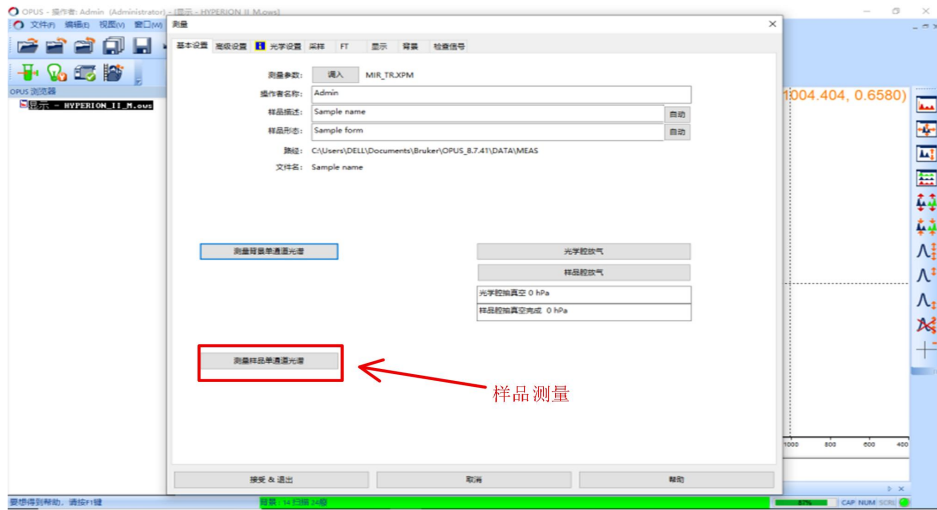 OPUS - 操作者: Admin (Administrator) - [显示 - HYPERION_II_M.ows]
文件(F) 编辑(E) 视图(V) 窗口(W)
测量
基本设置 高级设置 光学设置 采样 FT 显示 背景 检查信号
测量参数: 调入 MIR_TR.XPM
操作者名称: Admin
样品描述: Sample name 自动
样品形态: Sample form 自动
路径: C:\Users\DELL\Documents\Bruker\OPUS_8.7.41\DATA\MEAS
文件名: Sample name
OPUS 浏览器
显示 - HYPERION_II_M.ows
1004.404, 0.6580)
测量背景单通道光谱 光学腔放气
样品腔放气
光学腔抽真空 0 hPa
样品腔抽真空完成 0 hPa
测量样品单通道光谱
样品测量
1000 800 600 400
接受 & 退出 取消 帮助
要想得到帮助, 请按F1键
背景: 14 扫描
CAP NUM SCRL